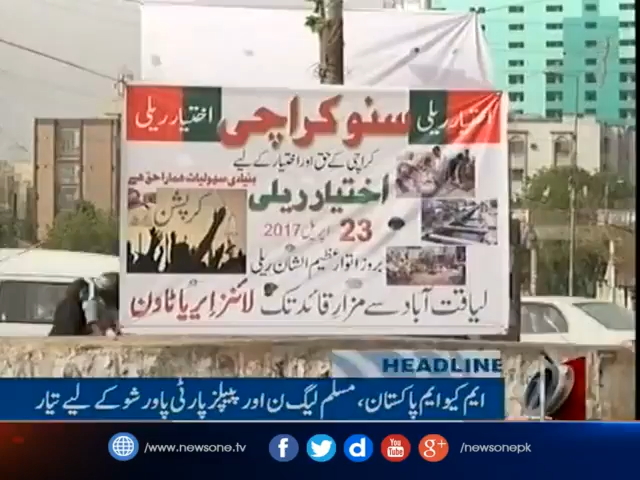 اختیار ریلی
سنو کراچی
اختیار ریلی
کراچی کے حق اور اختیار کے لیے
بنیادی سہولیات ہمارا حق ہے
اختیار ریلی
کرپشن
23 اپریل 2017
بروز اتوار عظیم الشان ریلی
لیاقت آباد سے مزار قائد تک
لائنز ایریا ٹاون
HEADLINE
ایم کیو ایم پاکستان، مسلم لیگ ن اور پیپلز پارٹی پاور شو کے لیے تیار
www.newsone.tv
/newsonepk